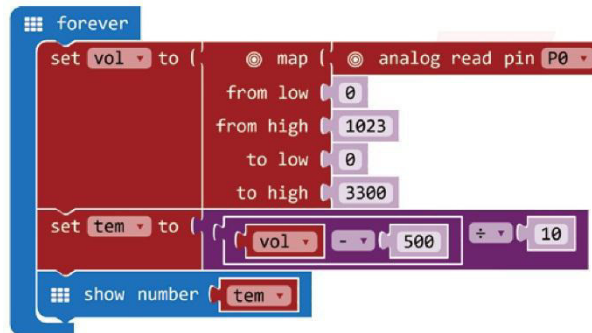 forever
set vol to map analog read pin P0
from low 0
from high 1023
to low 0
to high 3300
set tem to vol - 500 ÷ 10
show number tem